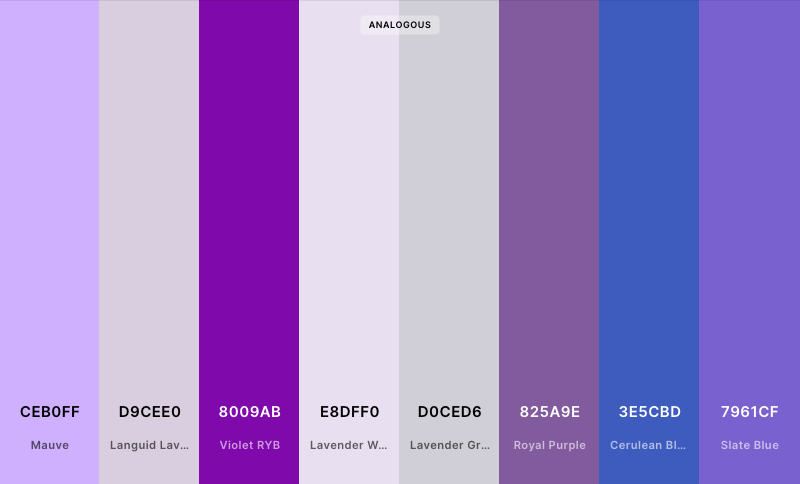 ANALOGOUS
CEB0FF D9CEE0 8009AB E8DFF0 D0CED6 825A9E 3E5CBD 7961CF
Mauve Languid Lav... Violet RYB Lavender W... Lavender Gr... Royal Purple Cerulean Bl... Slate Blue